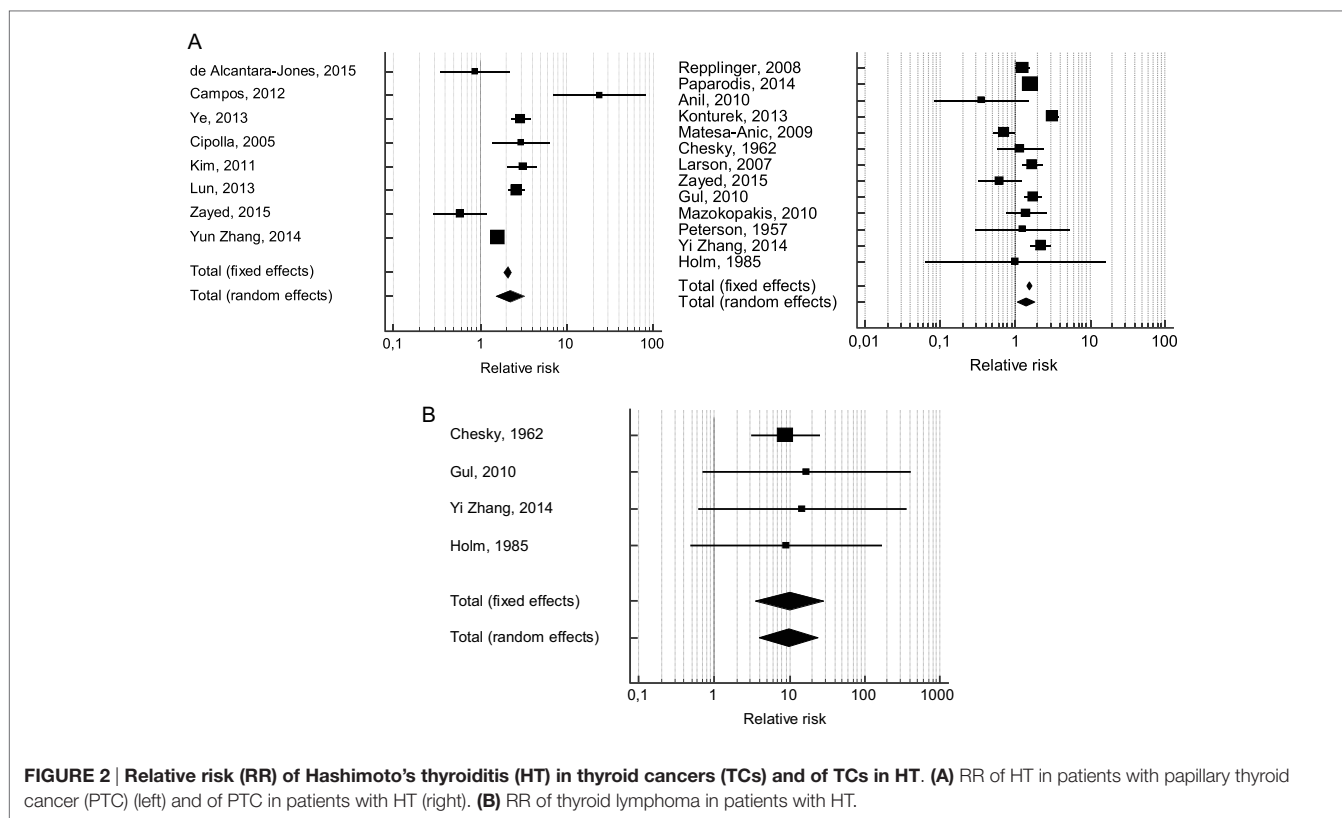 A
de Alcantara-Jones, 2015
Campos, 2012
Ye, 2013
Cipolla, 2005
Kim, 2011
Lun, 2013
Zayed, 2015
Yun Zhang, 2014
Total (fixed effects)
Total (random effects)
0,1 1 10 100
Relative risk
Repplinger, 2008
Paparodis, 2014
Anil, 2010
Konturek, 2013
Matesa-Anic, 2009
Chesky, 1962
Larson, 2007
Zayed, 2015
Gul, 2010
Mazokopakis, 2010
Peterson, 1957
Yi Zhang, 2014
Holm, 1985
Total (fixed effects)
Total (random effects)
0,01 0,1 1 10 100
Relative risk
B
Chesky, 1962
Gul, 2010
Yi Zhang, 2014
Holm, 1985
Total (fixed effects)
Total (random effects)
0,1 1 10 100 1000
Relative risk
FIGURE 2 | Relative risk (RR) of Hashimoto's thyroiditis (HT) in thyroid cancers (TCs) and of TCs in HT. (A) RR of HT in patients with papillary thyroid
cancer (PTC) (left) and of PTC in patients with HT (right). (B) RR of thyroid lymphoma in patients with HT.